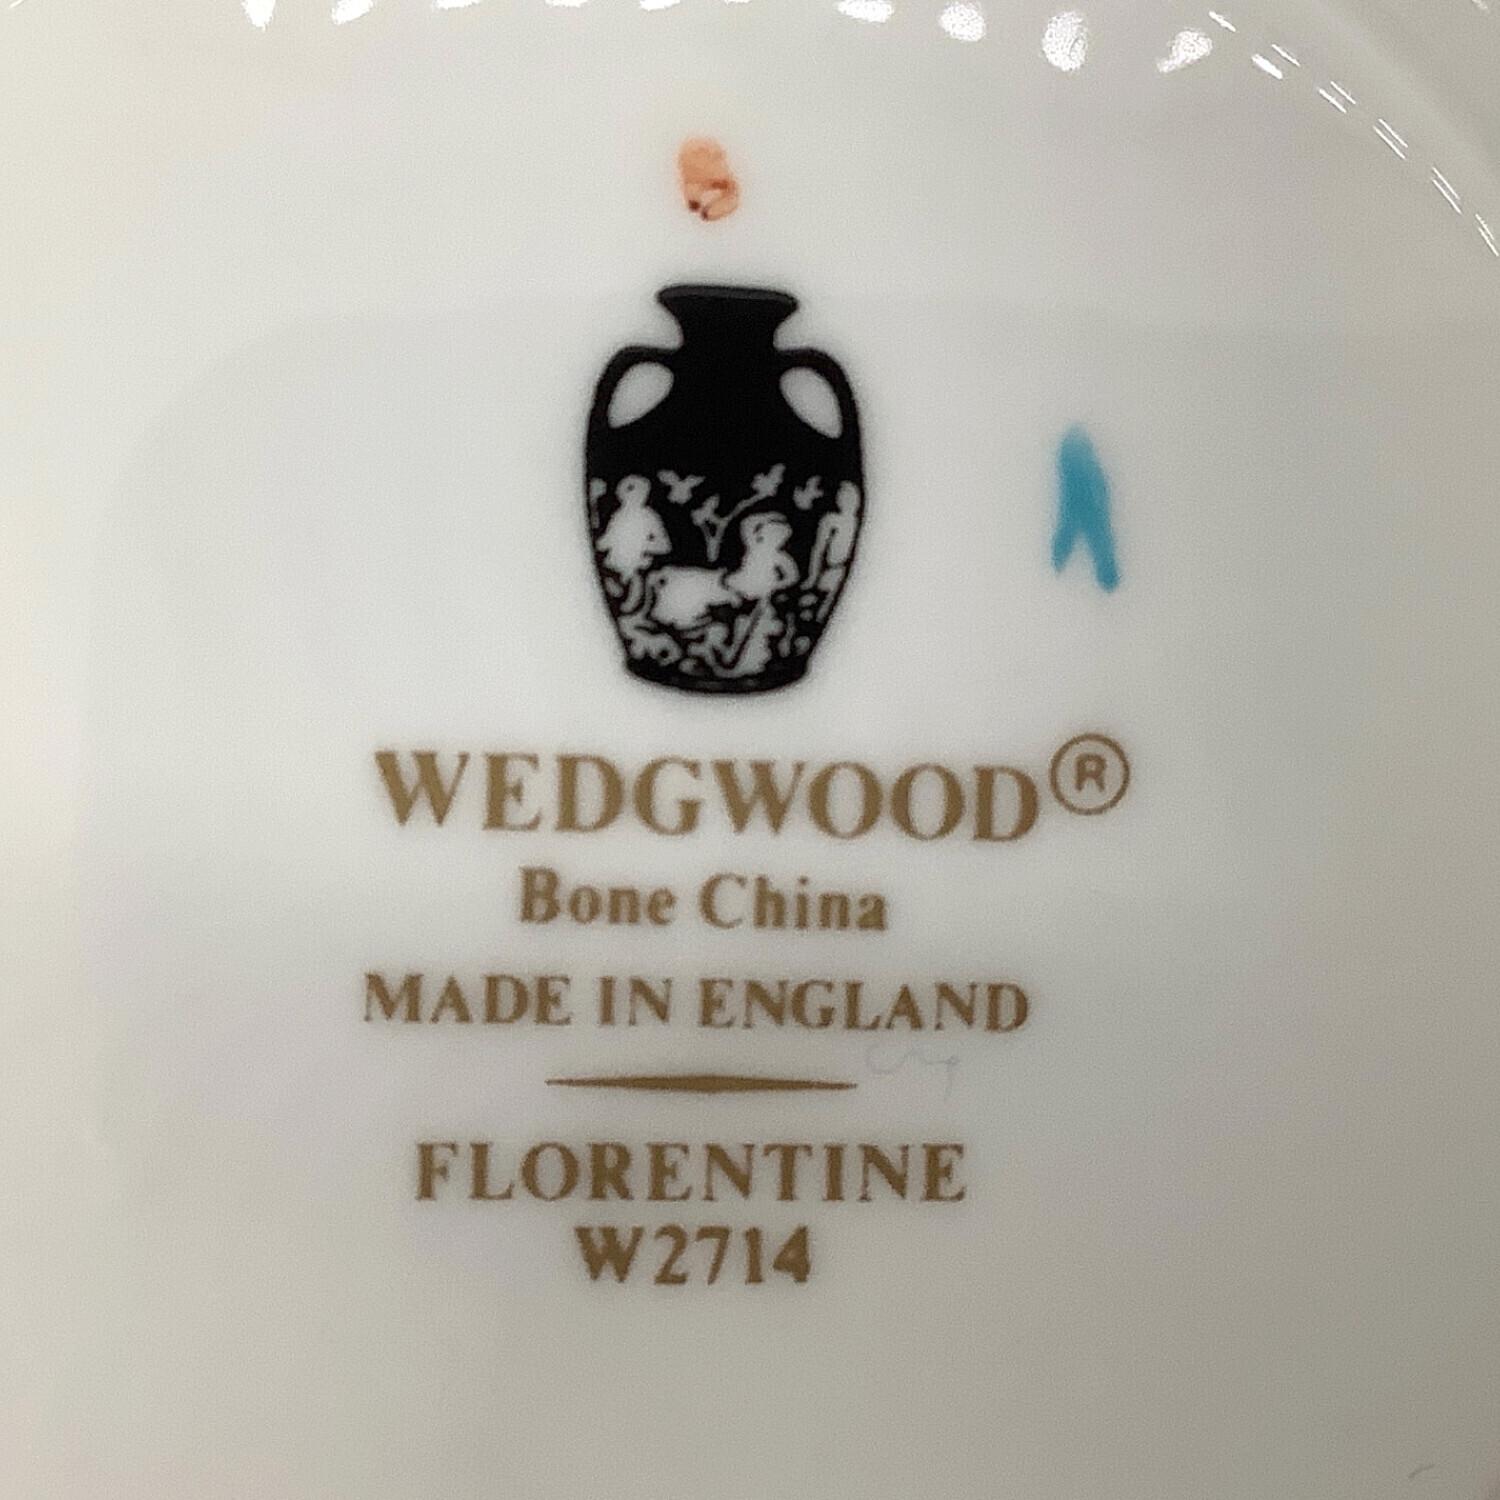 WEDGWOOD®
Bone China
MADE IN ENGLAND
FLORENTINE
W2714